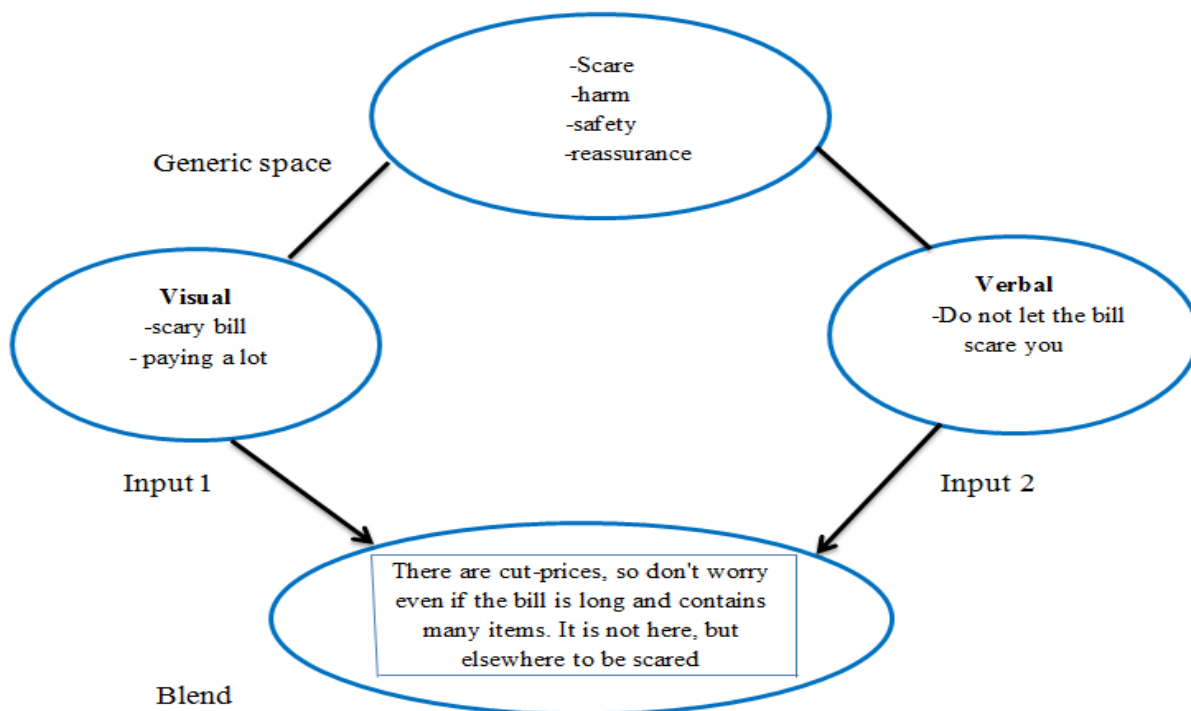 -Scare
-harm
-safety
-reassurance
Generic space
Visual
-scary bill
- paying a lot
Verbal
-Do not let the bill
scare you
Input 1
Input 2
There are cut-prices, so don't worry
even if the bill is long and contains
many items. It is not here, but
elsewhere to be scared
Blend